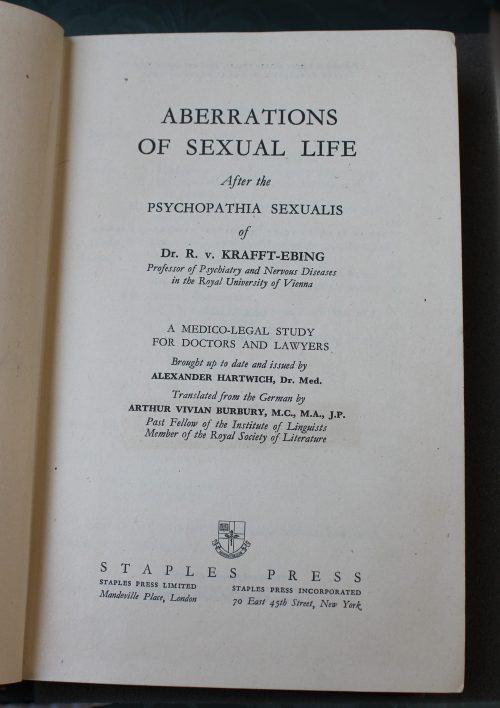 ABERRATIONS
OF SEXUAL LIFE
After the
PSYCHOPATHIA SEXUALIS
of
Dr. R. v. KRAFFT-EBING
Professor of Psychiatry and Nervous Diseases
in the Royal University of Vienna
A MEDICO-LEGAL STUDY
FOR DOCTORS AND LAWYERS
Brought up to date and issued by
ALEXANDER HARTWICH, Dr. Med.
Translated from the German by
ARTHUR VIVIAN BURBURY, M.C., M.A., J.P.
Past Fellow of the Institute of Linguists
Member of the Royal Society of Literature
STAPLES PRESS
STAPLES PRESS LIMITED
Mandeville Place, London
STAPLES PRESS INCORPORATED
70 East 45th Street, New York